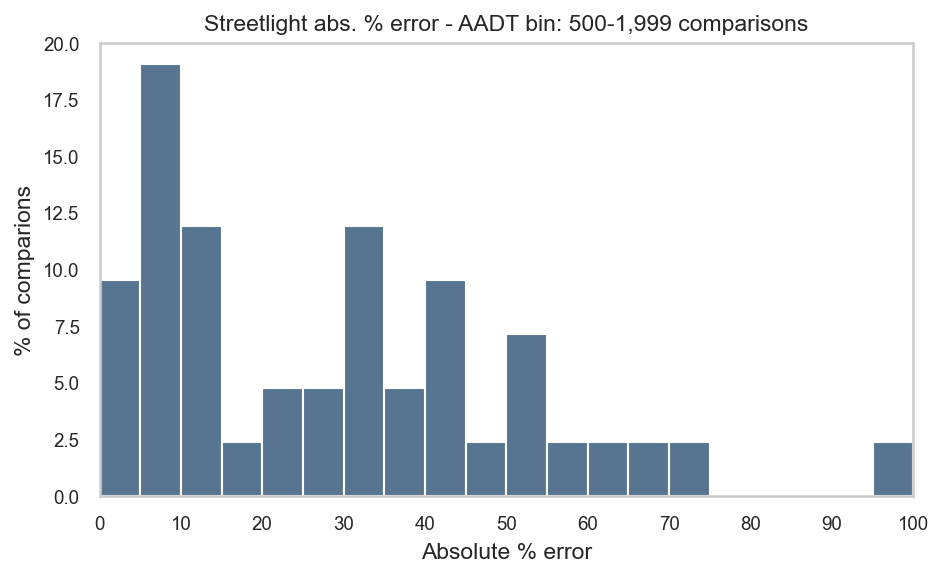 Streetlight abs. % error - AADT bin: 500-1,999 comparisons
20.0
17.5
15.0
12.5
10.0
7.5
5.0
2.5
0.0
% of comparions
0 10 20 30 40 50 60 70 80 90 100
Absolute % error